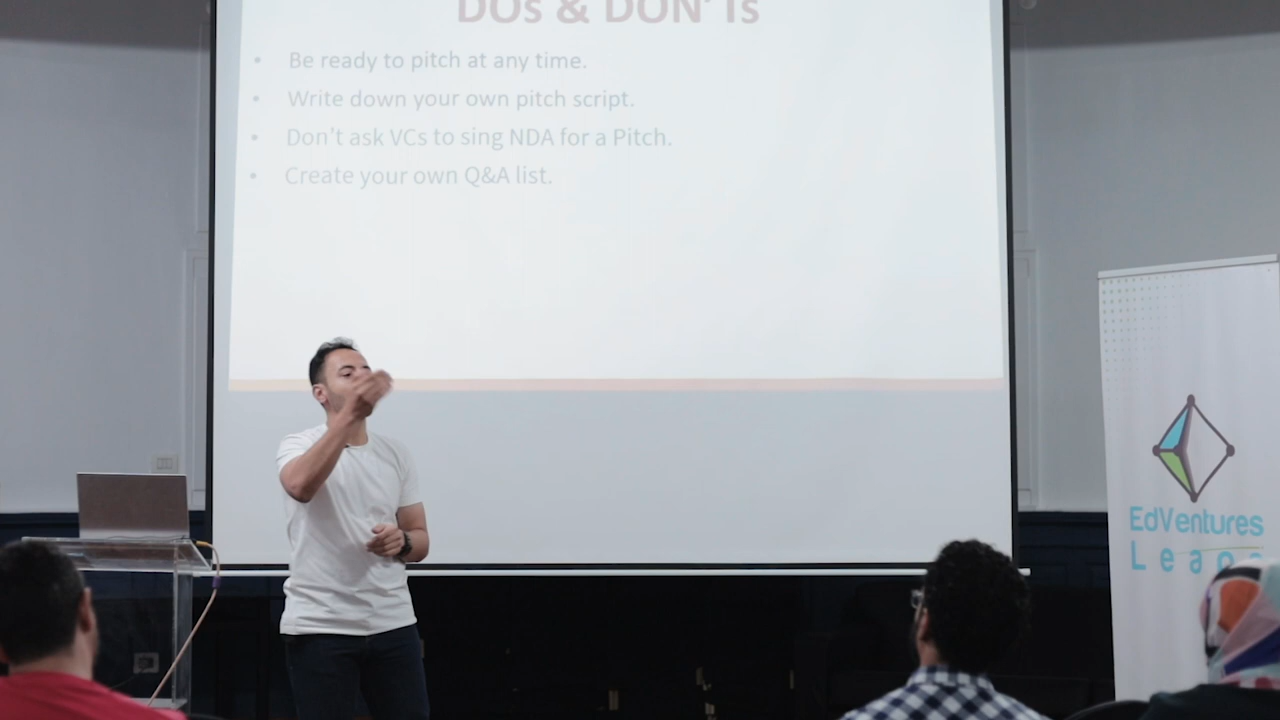 DOs & DON'Ts
• Be ready to pitch at any time.
• Write down your own pitch script.
• Don't ask VCs to sing NDA for a Pitch.
• Create your own Q&A list.
EdVentures